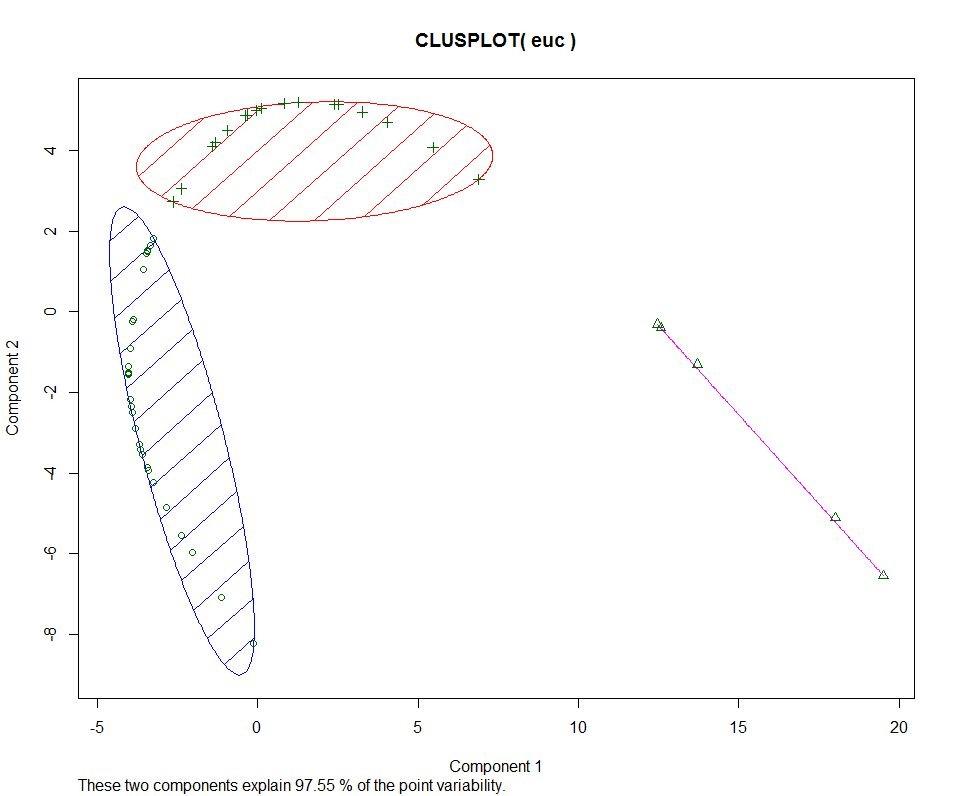 CLUSPLOT( euc )
4
2
0
-2
-4
-6
-8
Component 2
-5 0 5 10 15 20
Component 1
These two components explain 97.55 % of the point variability.